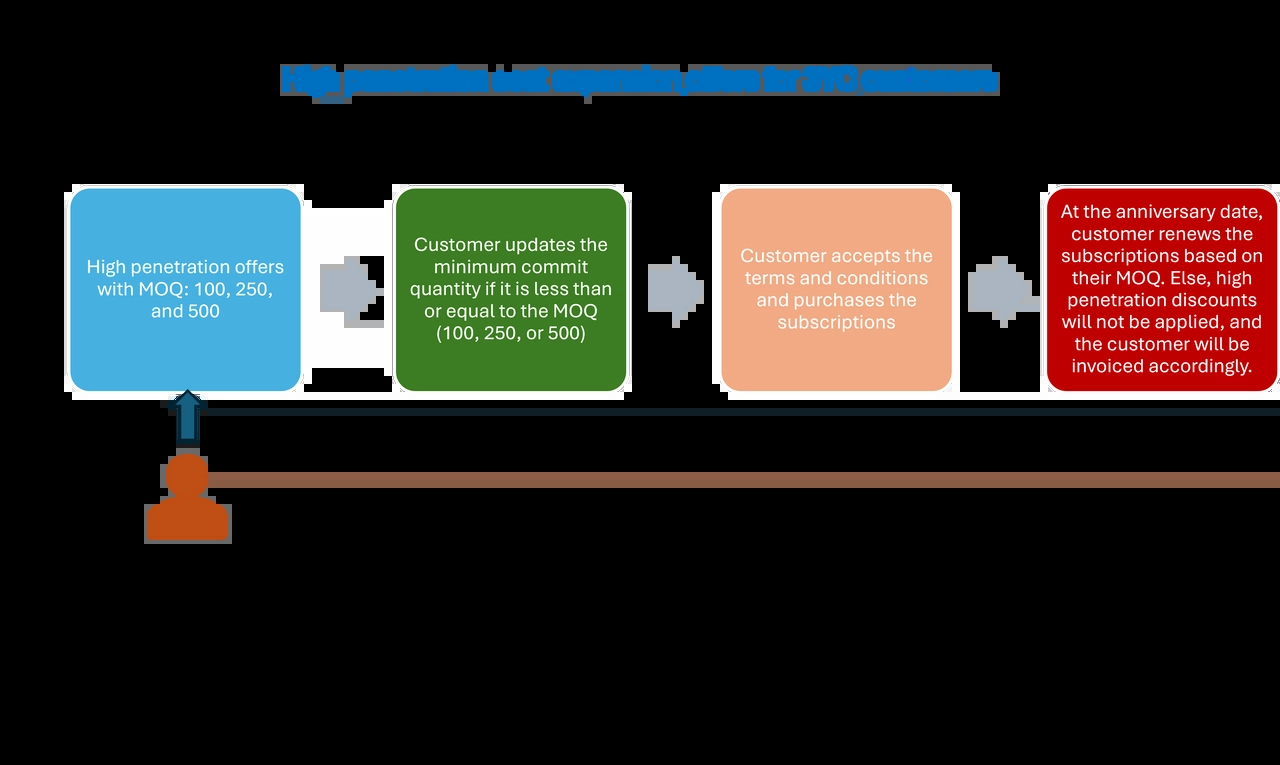 High penetration seat expansion offers for 3YC customers
High penetration offers
with MOQ: 100, 250,
and 500
Customer updates the
minimum commit
quantity if it is less than
or equal to the MOQ
(100, 250, or 500)
Customer accepts the
terms and conditions
and purchases the
subscriptions
At the anniversary date,
customer renews the
subscriptions based on
their MOQ. Else, high
penetration discounts
will not be applied, and
the customer will be
invoiced accordingly.